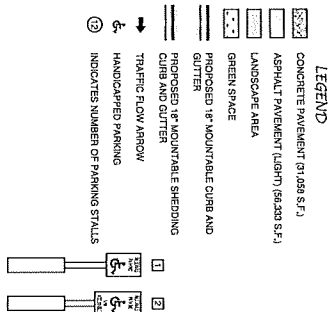 LEGEND
CONCRETE PAVEMENT (31,058 S.F.)
ASPHALT PAVEMENT (LIGHT) (56,333 S.F.)
LANDSCAPE AREA
GREEN SPACE
PROPOSED 18" MOUNTABLE CURB AND
GUTTER
PROPOSED 18" MOUNTABLE SHEDDING
CURB AND GUTTER
TRAFFIC FLOW ARROW
HANDICAPPED PARKING
12 INDICATES NUMBER OF PARKING STALLS
1
2